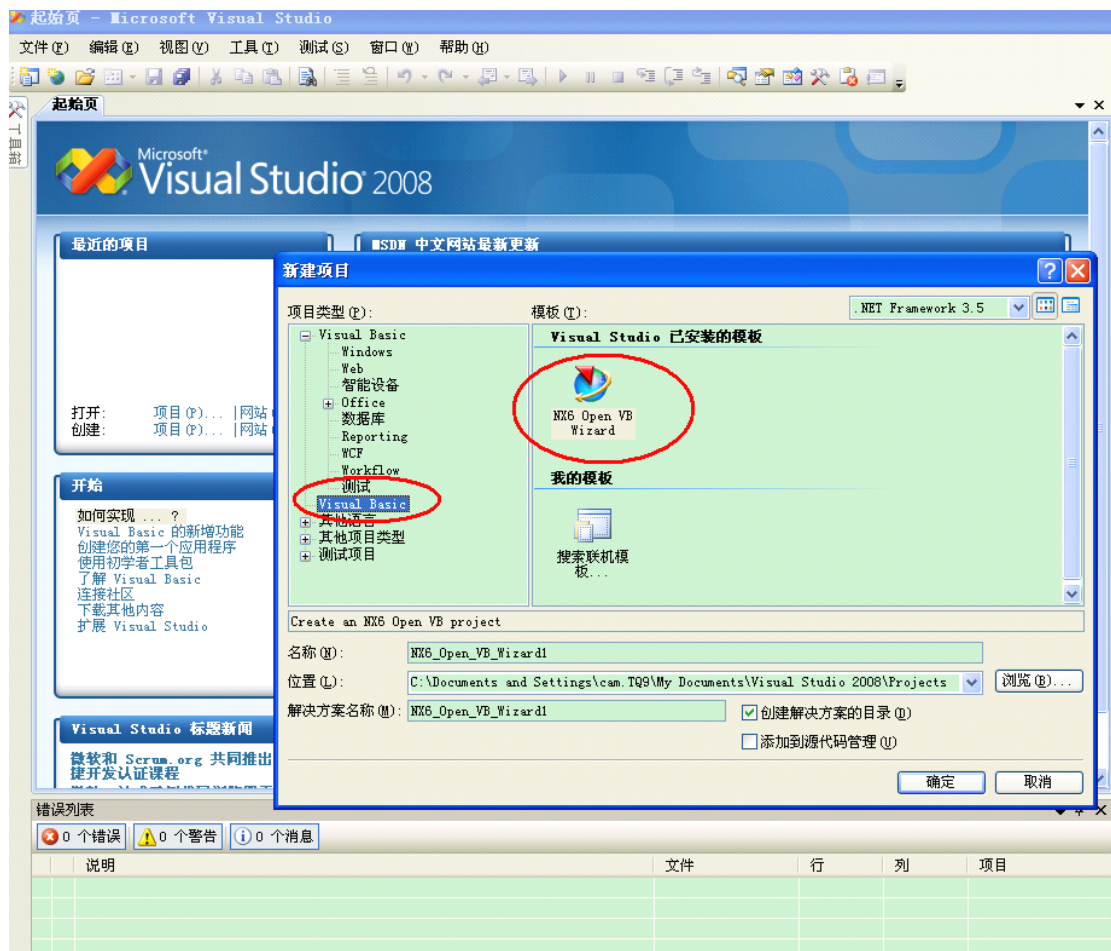 起始页 - Microsoft Visual Studio
文件(F) 编辑(E) 视图(V) 工具(T) 测试(S) 窗口(W) 帮助(H)
起始页
工具箱
Microsoft®
Visual Studio® 2008
最近的项目
MSDN 中文网站最新更新
打开: 项目(P)... |网站
创建: 项目(P)... |网站
开始
如何实现 ... ?
Visual Basic 的新增功能
创建您的第一个应用程序
使用初学者工具包
了解 Visual Basic
连接社区
下载其他内容
扩展 Visual Studio
Visual Studio 标题新闻
微软和 Scrum.org 共同推出
捷开发认证课程
新建项目
项目类型(P):
模板(T):
.NET Framework 3.5
Visual Basic
Windows
Web
智能设备
Office
数据库
Reporting
WCF
Workflow
测试
Visual Basic
其他语言
其他项目类型
测试项目
Visual Studio 已安装的模板
NX6 Open VB
Wizard
我的模板
搜索联机模
板...
Create an NX6 Open VB project
名称(N): NX6_Open_VB_Wizard1
位置(L): C:\Documents and Settings\cam.TQ9\My Documents\Visual Studio 2008\Projects 浏览(B)...
解决方案名称(M): NX6_Open_VB_Wizard1 创建解决方案的目录(D)
添加到源代码管理(U)
确定 取消
错误列表
0 个错误 0 个警告 0 个消息
说明 文件 行 列 项目